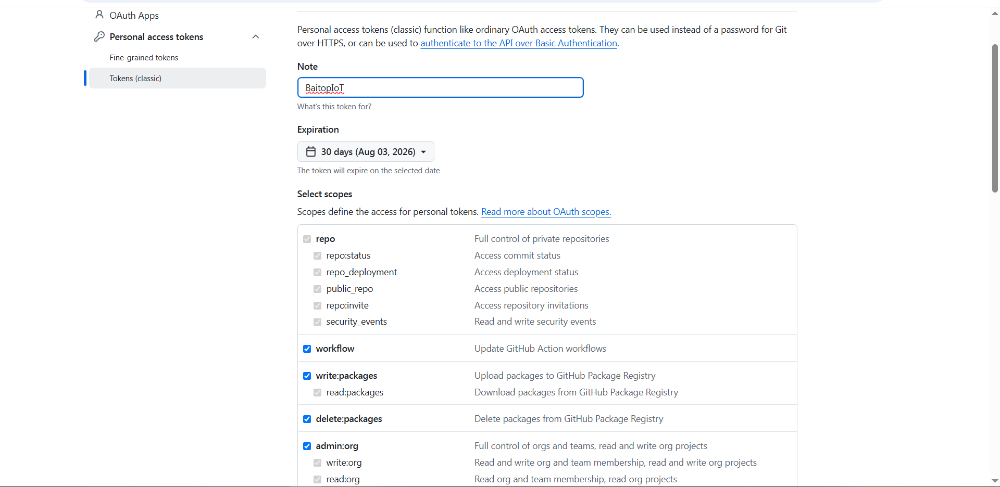 OAuth Apps
Personal access tokens
Fine-grained tokens
Tokens (classic)
Personal access tokens (classic) function like ordinary OAuth access tokens. They can be used instead of a password for Git
over HTTPS, or can be used to authenticate to the API over Basic Authentication.
Note
BaitopIoT
What's this token for?
Expiration
30 days (Aug 03, 2026)
The token will expire on the selected date
Select scopes
Scopes define the access for personal tokens. Read more about OAuth scopes.
repo Full control of private repositories
repo:status Access commit status
repo_deployment Access deployment status
public_repo Access public repositories
repo:invite Access repository invitations
security_events Read and write security events
workflow Update GitHub Action workflows
write:packages Upload packages to GitHub Package Registry
read:packages Download packages from GitHub Package Registry
delete:packages Delete packages from GitHub Package Registry
admin:org Full control of orgs and teams, read and write org projects
write:org Read and write org and team membership, read and write org projects
read:org Read org and team membership, read org projects